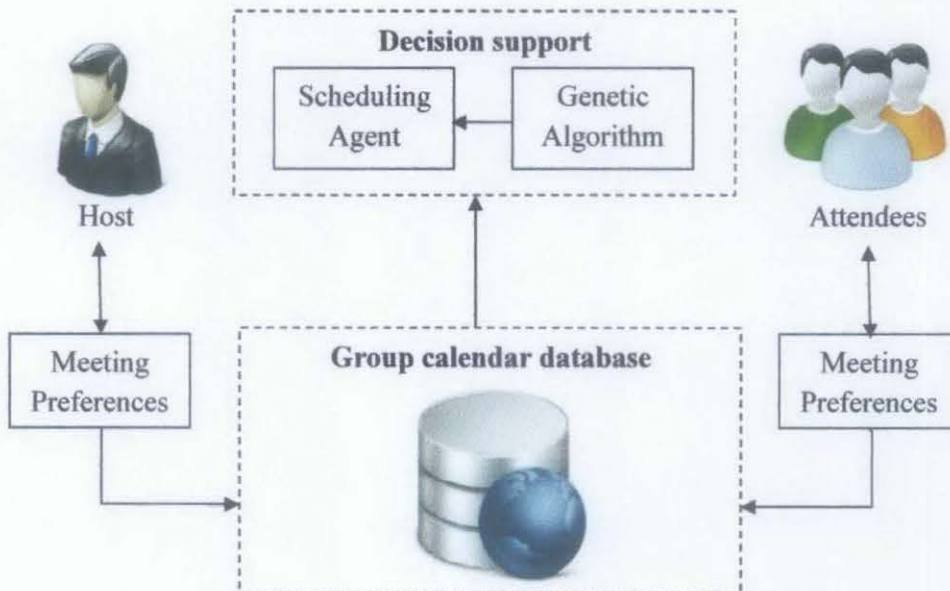 Decision support
Scheduling
Agent
Genetic
Algorithm
Host
Attendees
Meeting
Preferences
Group calendar database
Meeting
Preferences